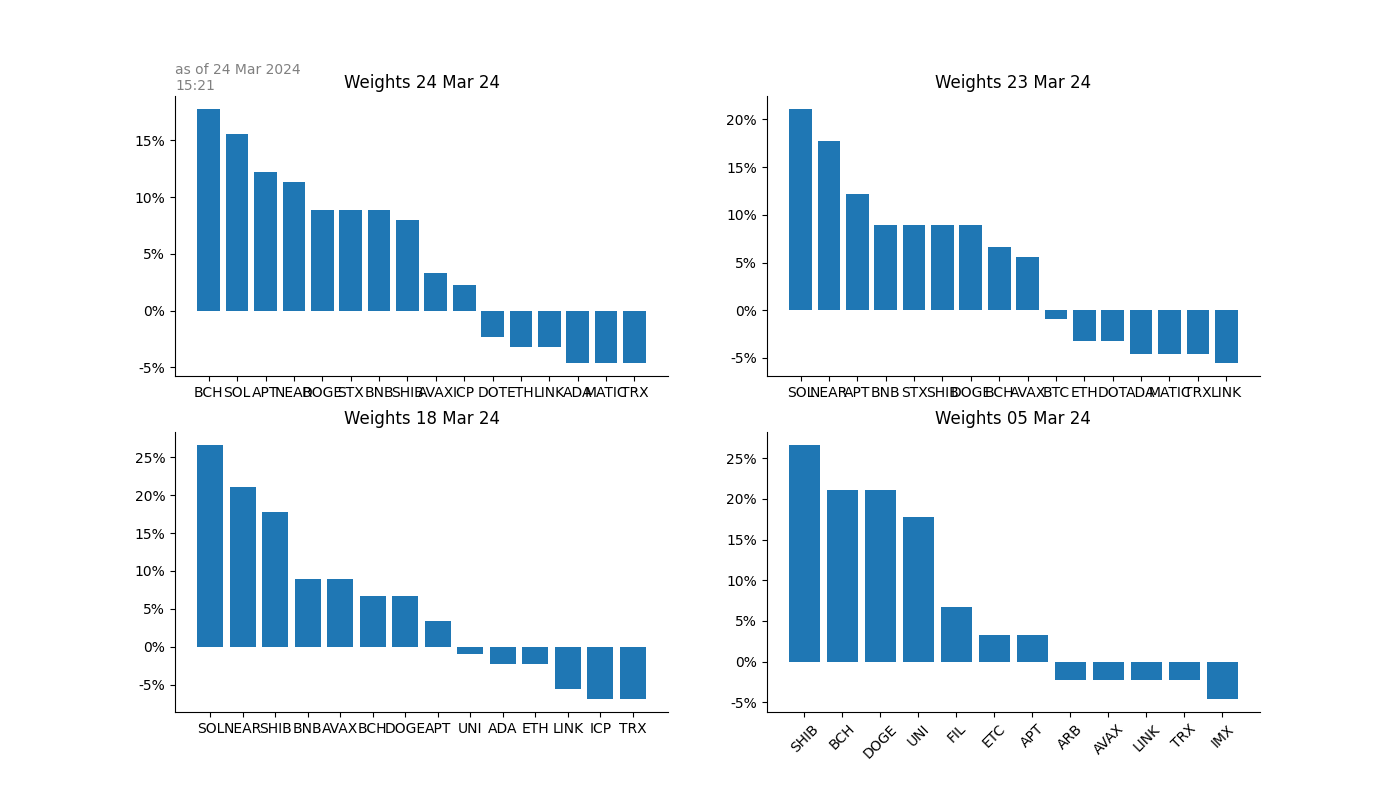 as of 24 Mar 2024
15:21
Weights 24 Mar 24
15%
10%
5%
0%
-5%
BCH SOL APT NEAR DOGE STX BNB SHIB AVAX ICP DOT ETH LINK ADA MATIC TRX
Weights 23 Mar 24
20%
15%
10%
5%
0%
-5%
SOL NEAR APT BNB STX SHIB DOGE BCH AVAX BTC ETH DOT ADA MATIC TRX LINK
Weights 18 Mar 24
25%
20%
15%
10%
5%
0%
-5%
SOL NEAR SHIB BNB AVAX BCH DOGE APT UNI ADA ETH LINK ICP TRX
Weights 05 Mar 24
25%
20%
15%
10%
5%
0%
-5%
SHIB BCH DOGE UNI FIL ETC APT ARB AVAX LINK TRX IMX